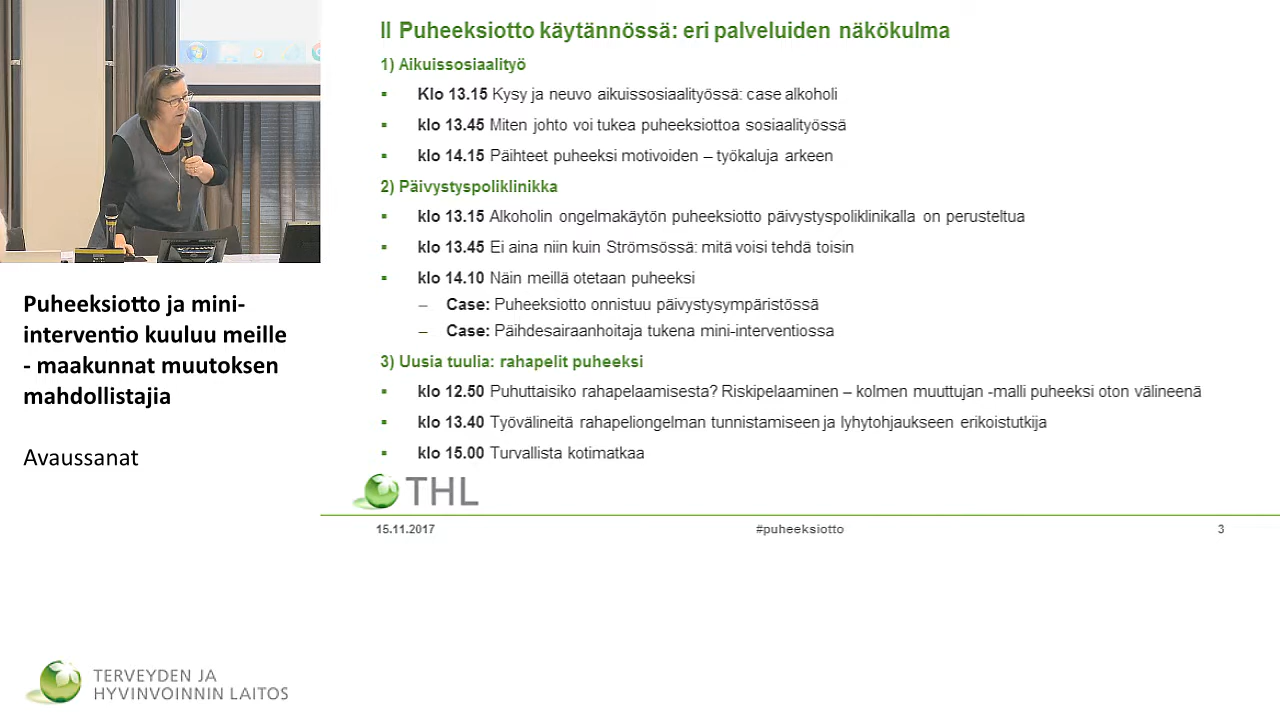 II Puheeksiotto käytännössä: eri palveluiden näkökulma
1) Aikuissosiaalityö
▪ Klo 13.15 Kysy ja neuvo aikuissosiaalityössä: case alkoholi
▪ klo 13.45 Miten johto voi tukea puheeksiottoa sosiaalityössä
▪ klo 14.15 Päihteet puheeksi motivoiden – työkaluja arkeen
2) Päivystyspoliklinikka
▪ klo 13.15 Alkoholin ongelmakäytön puheeksiotto päivystyspoliklinikalla on perusteltua
▪ klo 13.45 Ei aina niin kuin Strömsössä: mitä voisi tehdä toisin
▪ klo 14.10 Näin meillä otetaan puheeksi
– Case: Puheeksiotto onnistuu päivystysympäristössä
– Case: Päihdesairaanhoitaja tukena mini-interventiossa
3) Uusia tuulia: rahapelit puheeksi
▪ klo 12.50 Puhuttaisiko rahapelaamisesta? Riskipelaaminen – kolmen muuttujan -malli puheeksi oton välineenä
▪ klo 13.40 Työvälineitä rahapeliongelman tunnistamiseen ja lyhytohjaukseen erikoistutkija
▪ klo 15.00 Turvallista kotimatkaa
THL
15.11.2017 #puheeksiotto 3
Puheeksiotto ja mini-
interventio kuuluu meille
- maakunnat muutoksen
mahdollistajia
Avaussanat
TERVEYDEN JA
HYVINVOINNIN LAITOS